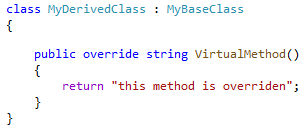 class MyDerivedClass : MyBaseClass
{
public override string VirtualMethod()
{
return "this method is overriden";
}
}